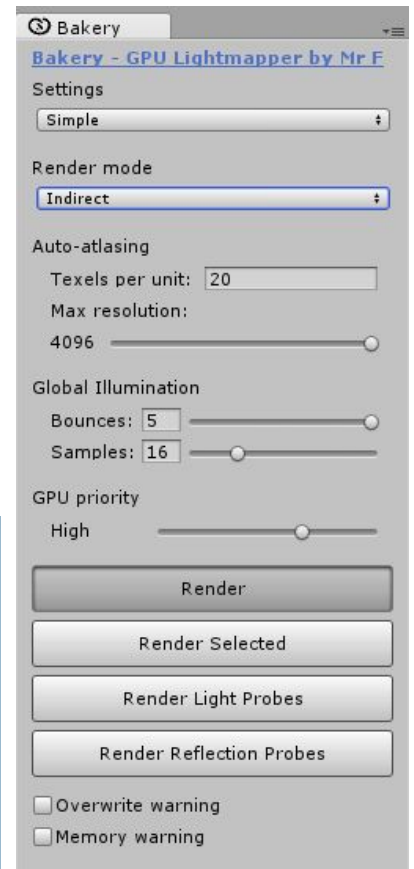 Bakery
Bakery - GPU Lightmapper by Mr F
Settings
Simple
Render mode
Indirect
Auto-atlasing
Texels per unit: 20
Max resolution:
4096
Global Illumination
Bounces: 5
Samples: 16
GPU priority
High
Render
Render Selected
Render Light Probes
Render Reflection Probes
Overwrite warning
Memory warning